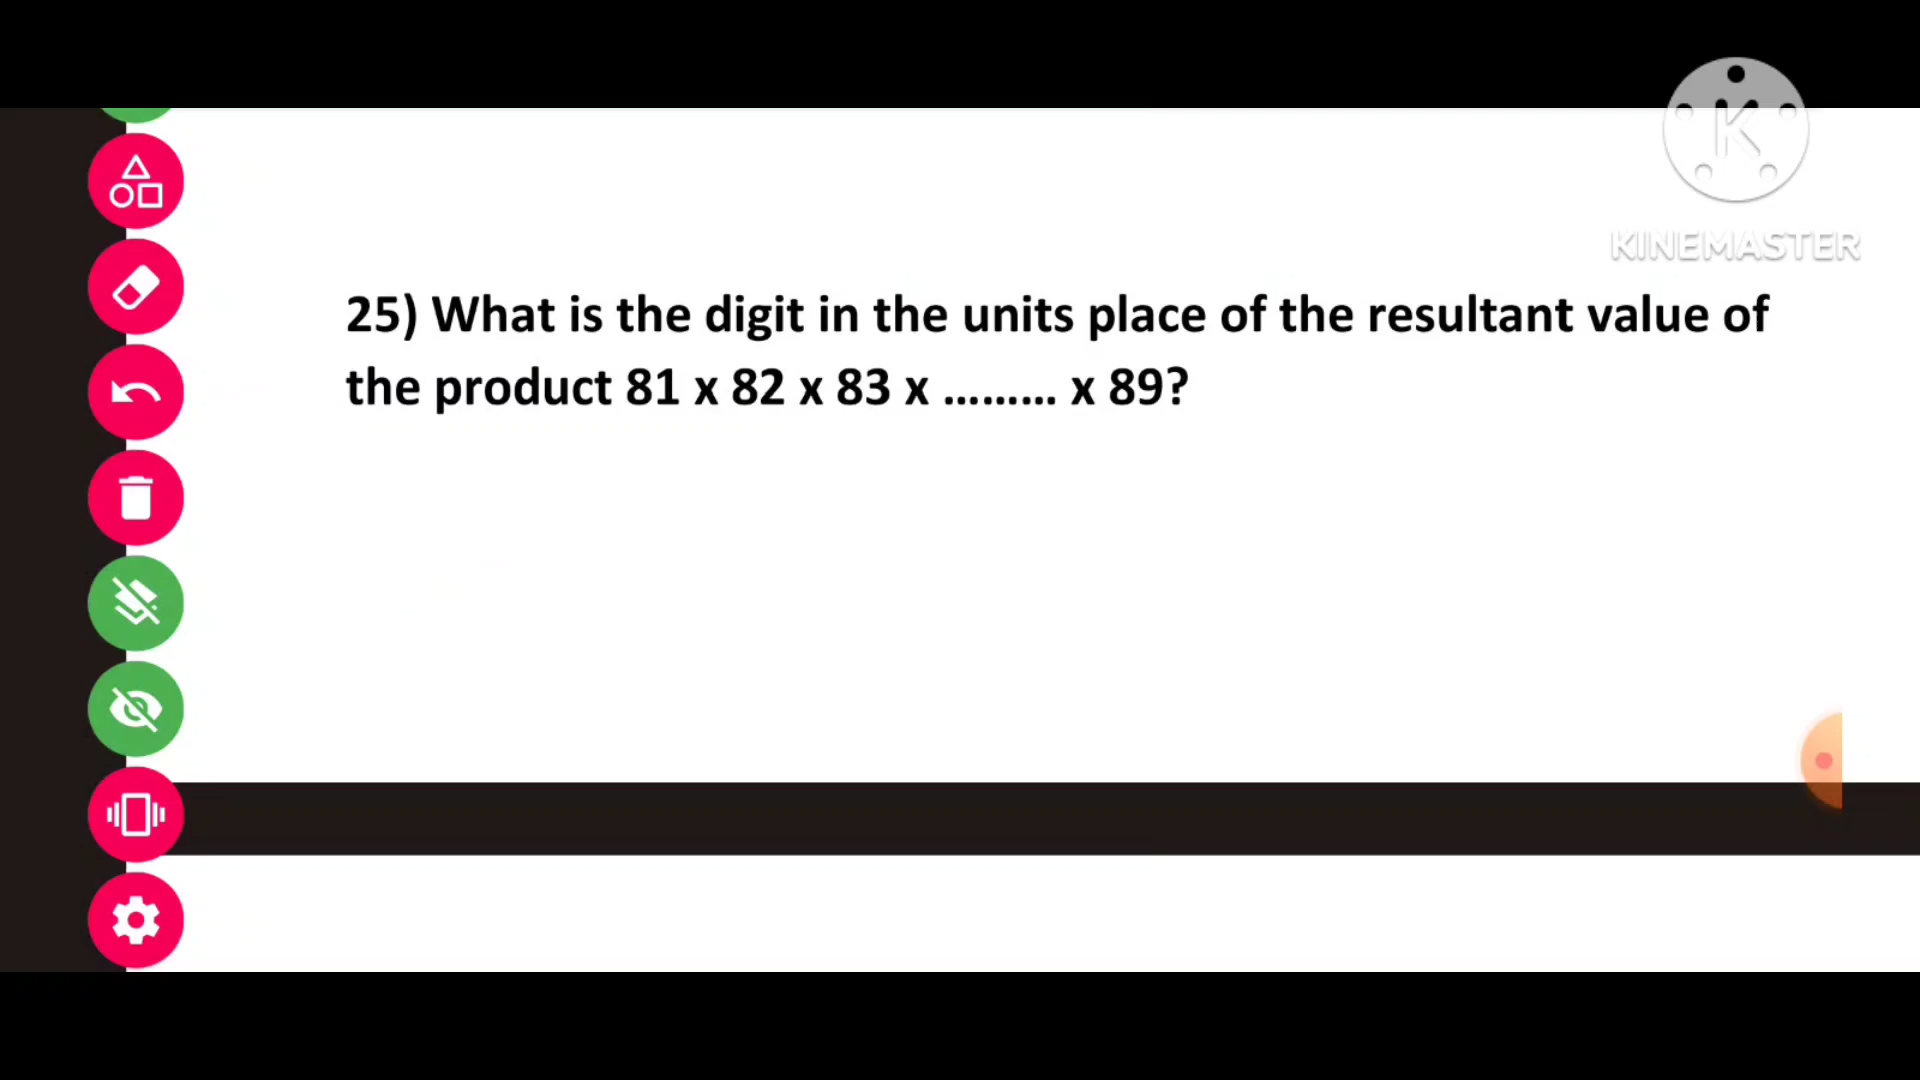 K
KINEMASTER
25) What is the digit in the units place of the resultant value of
the product 81 x 82 x 83 x ......... x 89?